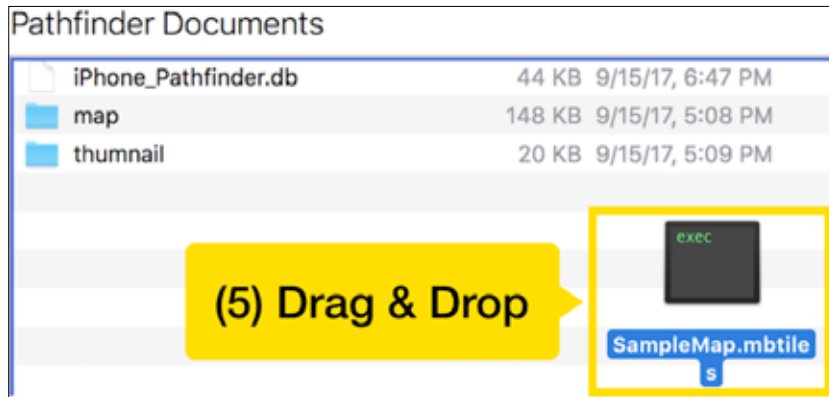 Pathfinder Documents
iPhone_Pathfinder.db 44 KB 9/15/17, 6:47 PM
map 148 KB 9/15/17, 5:08 PM
thumnail 20 KB 9/15/17, 5:09 PM
exec
(5) Drag & Drop
SampleMap.mbtile
s